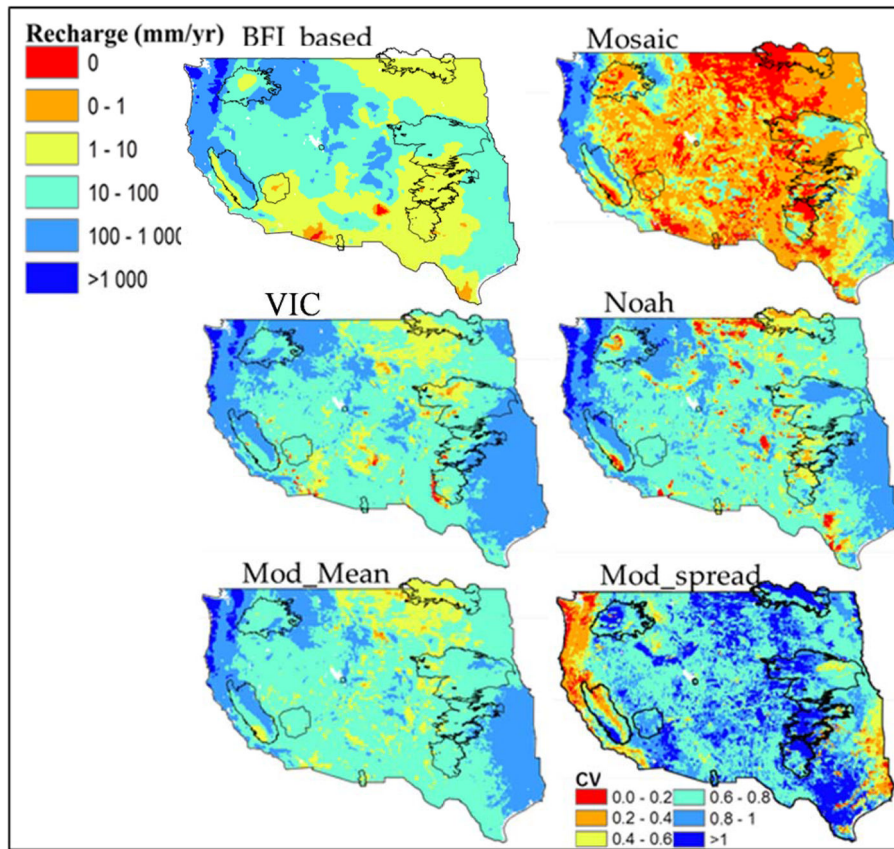 Recharge (mm/yr)
0
0 - 1
1 - 10
10 - 100
100 - 1 000
>1 000
BFI_based
Mosaic
VIC
Noah
Mod_Mean
Mod_spread
CV
0.0 - 0.2
0.2 - 0.4
0.4 - 0.6
0.6 - 0.8
0.8 - 1
>1